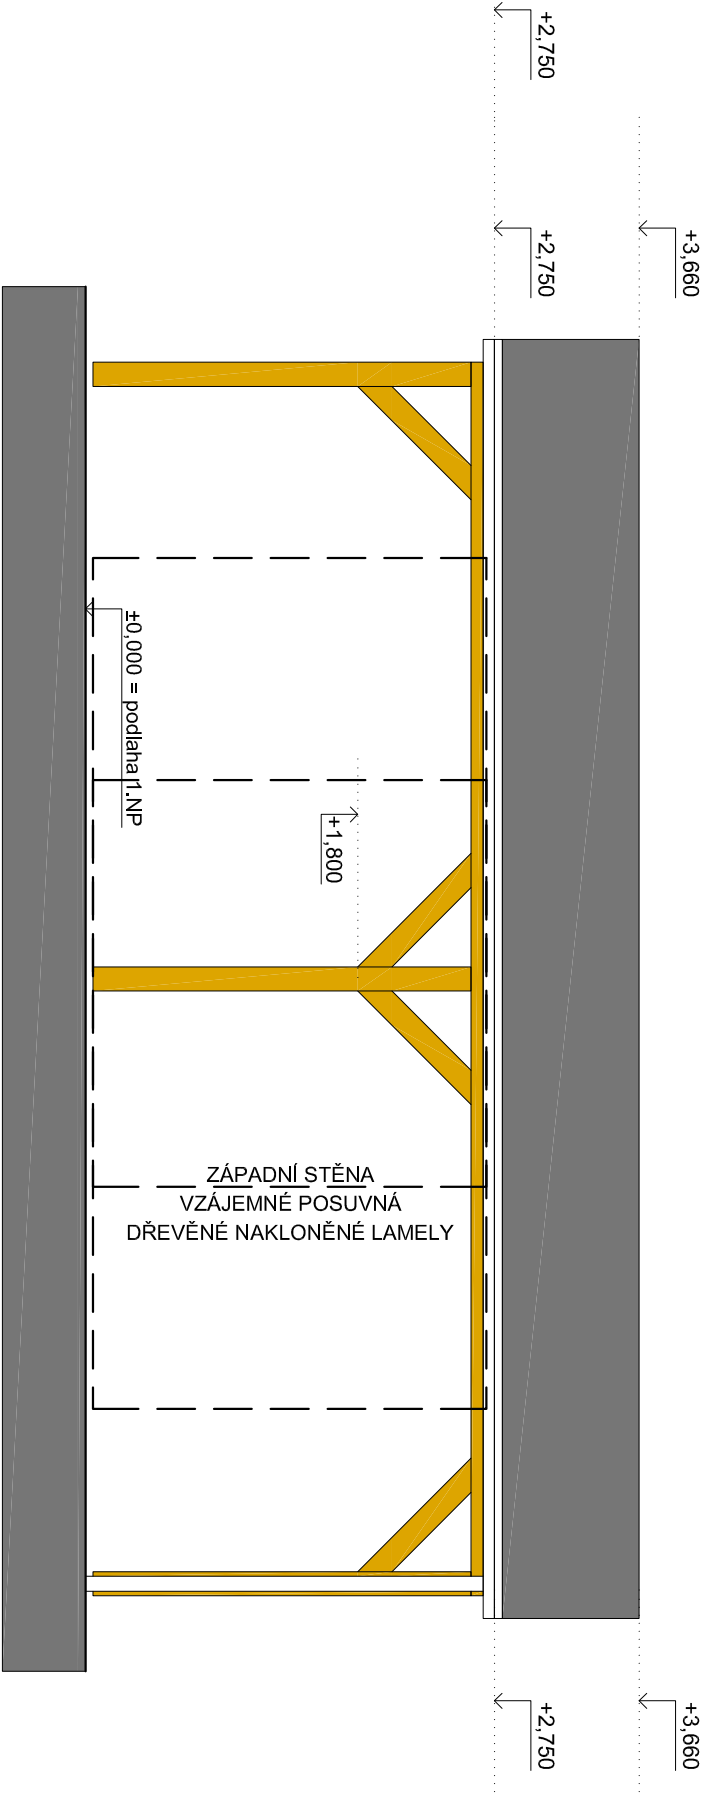 +2,750
+2,750
+3,660
±0,000 = podlaha 1.NP
+1,800
ZÁPADNÍ STĚNA
VZÁJEMNÉ POSUVNÁ
DŘEVĚNÉ NAKLONĚNÉ LAMELY
+2,750
+3,660